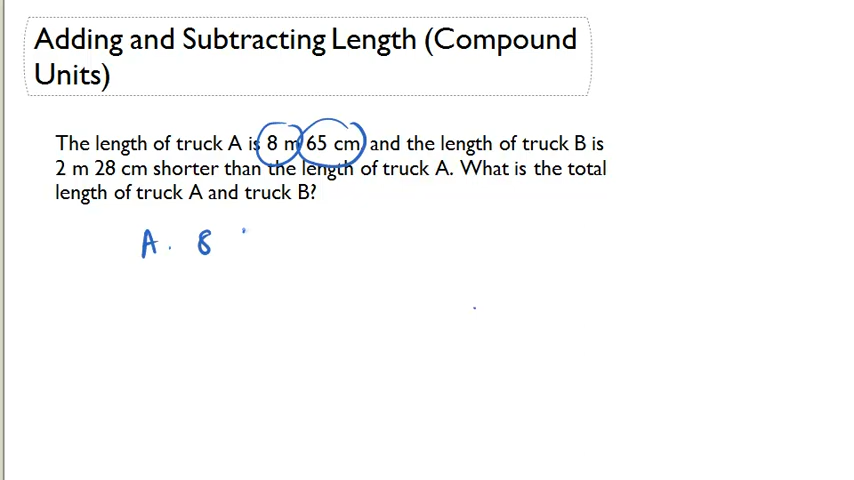 Adding and Subtracting Length (Compound
Units)
The length of truck A is 8 m 65 cm and the length of truck B is
2 m 28 cm shorter than the length of truck A. What is the total
length of truck A and truck B?
A. 8